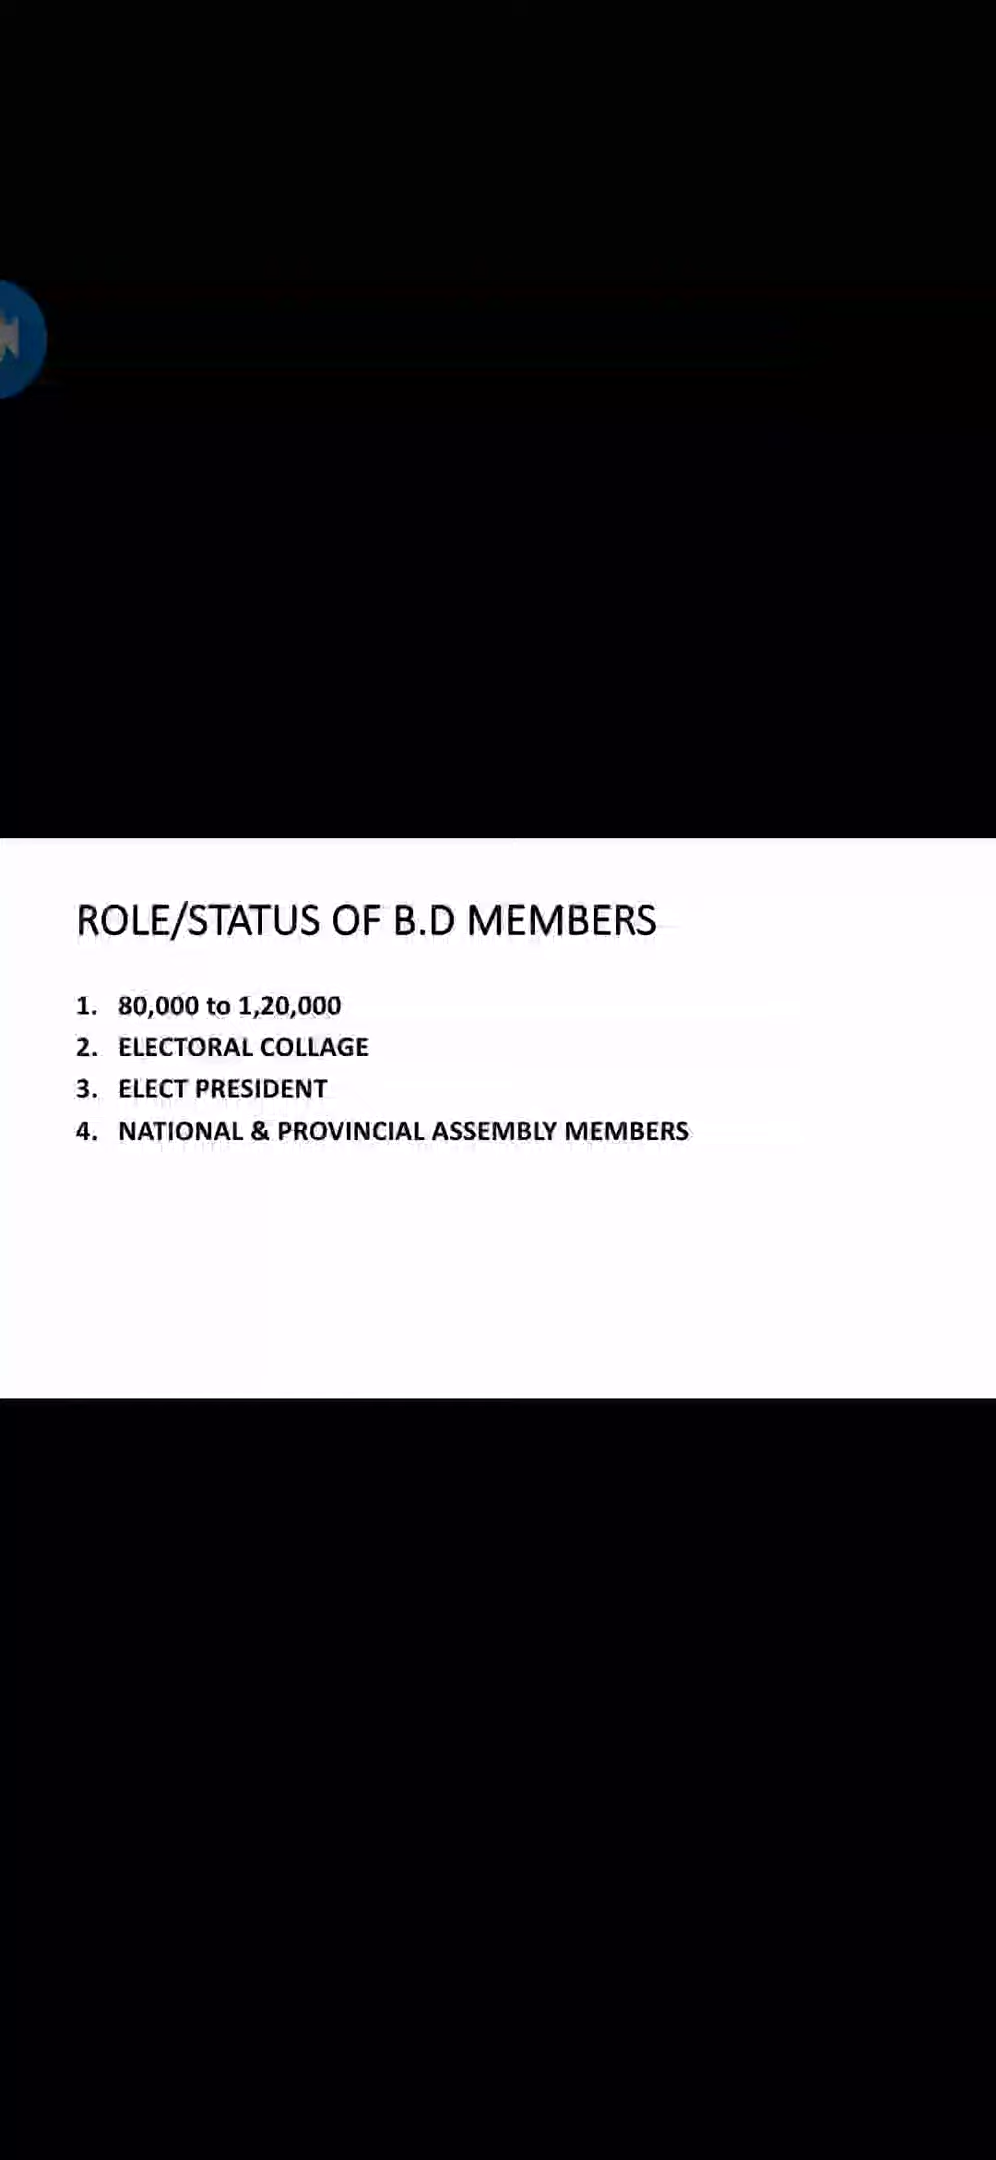 ROLE/STATUS OF B.D MEMBERS
1. 80,000 to 1,20,000
2. ELECTORAL COLLAGE
3. ELECT PRESIDENT
4. NATIONAL & PROVINCIAL ASSEMBLY MEMBERS